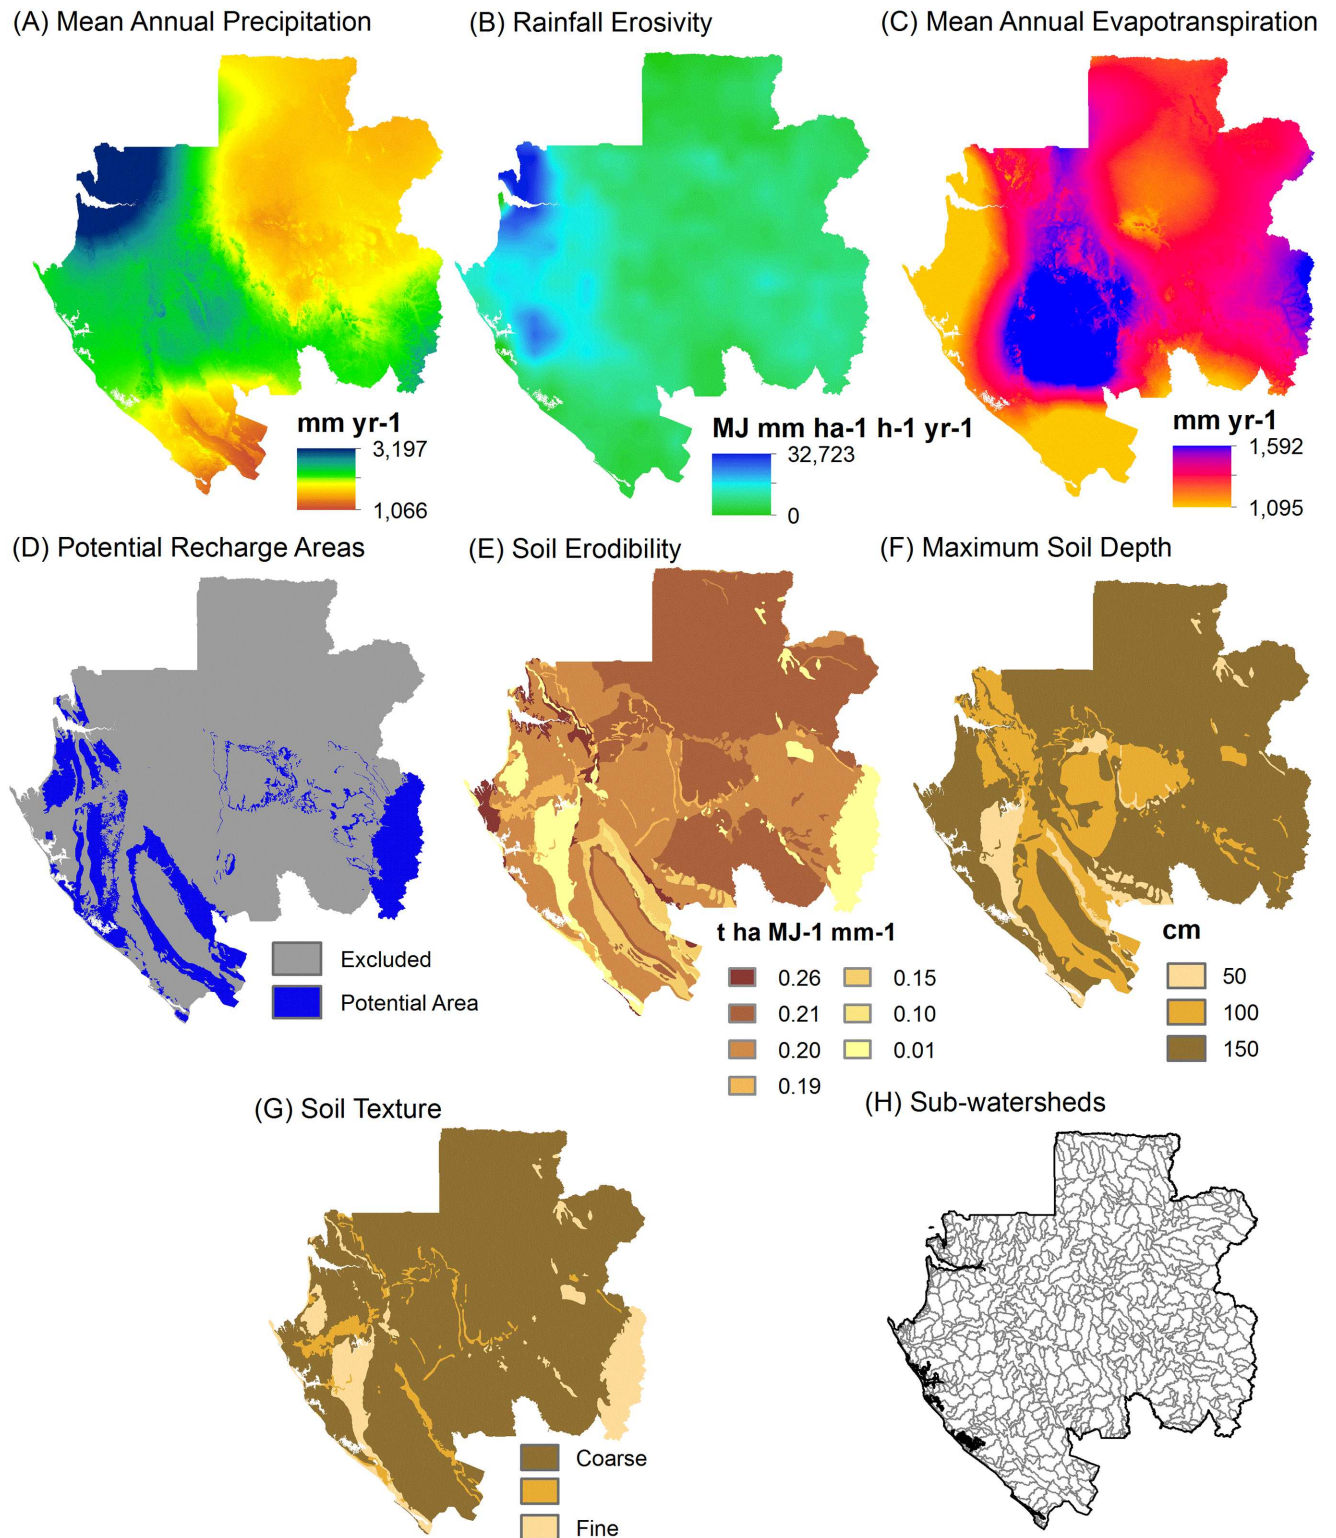 (A) Mean Annual Precipitation
(B) Rainfall Erosivity
(C) Mean Annual Evapotranspiration
mm yr-1
3,197
1,066
MJ mm ha-1 h-1 yr-1
32,723
0
mm yr-1
1,592
1,095
(D) Potential Recharge Areas
(E) Soil Erodibility
(F) Maximum Soil Depth
Excluded
Potential Area
t ha MJ-1 mm-1
0.26
0.21
0.20
0.19
0.15
0.10
0.01
cm
50
100
150
(G) Soil Texture
(H) Sub-watersheds
Coarse
Fine